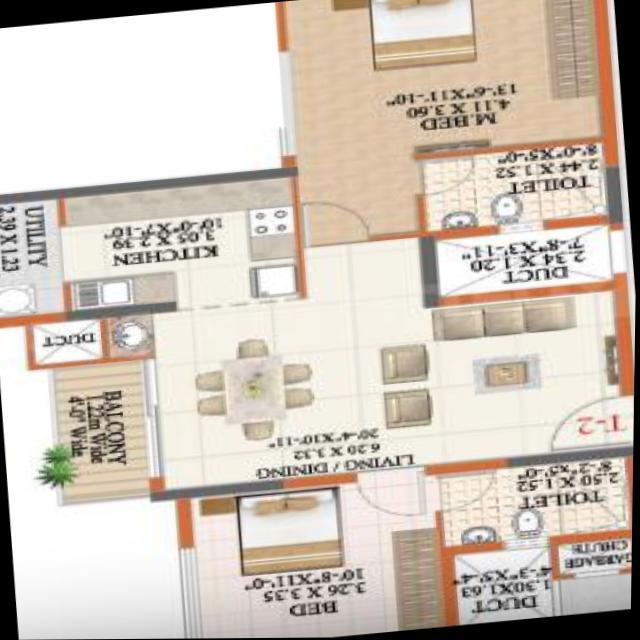 BED
3.26 X 3.35
10'-8"X11'-0"
DUCT
1.30X1.63
4'-3"X5'-4"
GARBAGE
CHUTE
TOILET
2.50 X 1.52
8'-2"X5'-0"
LIVING / DINING
6.20 X 3.32
20'-4"X10'-11"
T-2
BALCONY
1.2m Wide
4'-0" Wide
DUCT
KITCHEN
3.05 X 2.39
10'-0"X7'-10"
UTILITY
2.39 X 1.23
DUCT
2.34 X 1.20
7'-8"X3'-11"
TOILET
2.44 X 1.52
8'-0"X5'-0"
M.BED
4.11 X 3.60
13'-6"X11'-10"